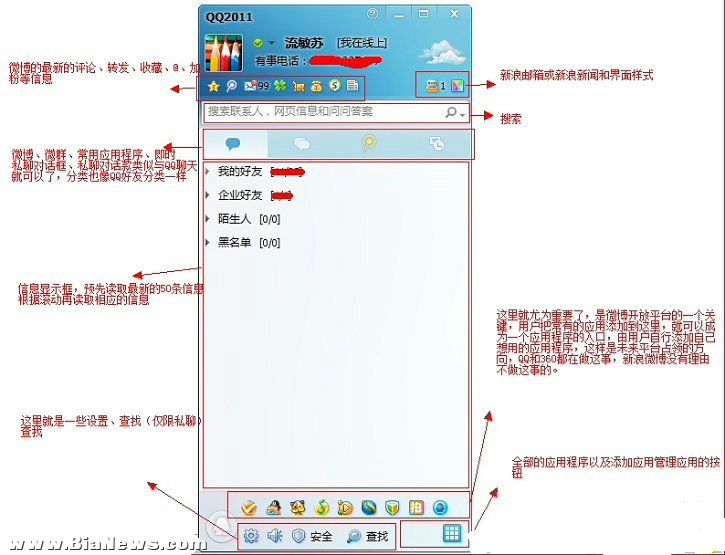 QQ2011
流敏苏 [我在线上]
有事电话：
微博的最新的评论、转发、收藏、@、加
粉等信息
99
1
新浪邮箱或新浪新闻和界面样式
搜索联系人，网页信息和问问答案
搜索
微博、微群、常用应用程序、即时
私聊对话框、私聊对话款类似与QQ聊天
就可以了，分类也像QQ好友分类一样
我的好友
企业好友
陌生人 [0/0]
黑名单 [0/0]
信息显示框，预先读取最新的50条信息
根据滚动再读取相应的信息
这里就尤为重要了，是微博开放平台的一个关
键，用户把常有的应用添加到这里，就可以成
为一个应用程序的入口，由用户自行添加自己
想用的应用程序，这样是未来平台占领的方
向，QQ和360都在做这事，新浪微博没有理由
不做这事的。
这里就是一些设置、查找（仅限私聊）
查找
全部的应用程序以及添加应用管理应用的按
钮
拍
安全 查找
www.BiaNews.com